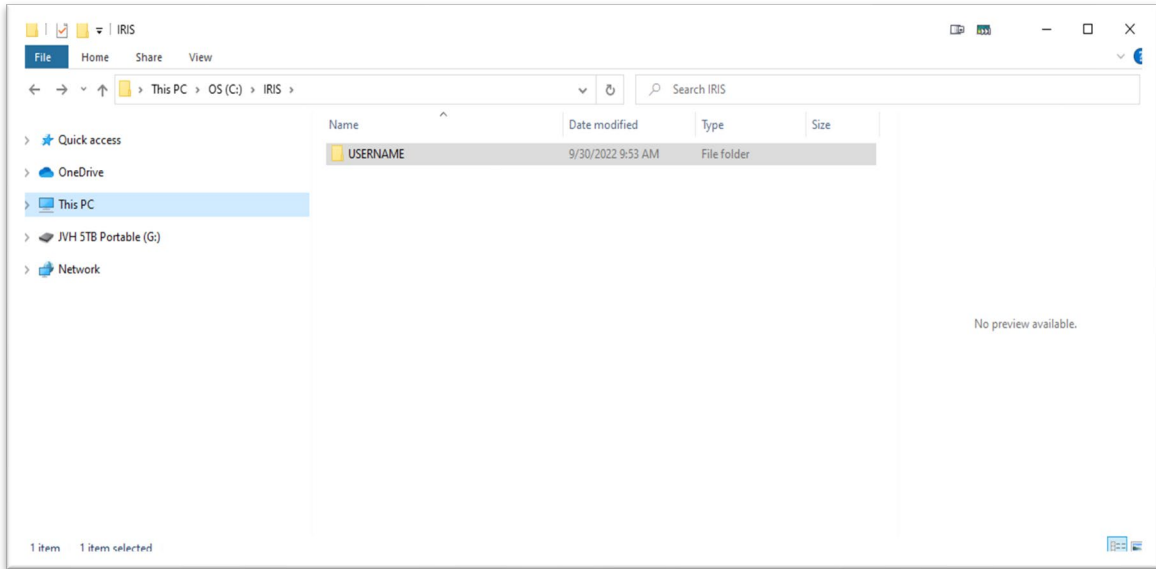 IRIS
File Home Share View
This PC > OS (C:) > IRIS >
Search IRIS
Name Date modified Type Size
Quick access
USERNAME 9/30/2022 9:53 AM File folder
OneDrive
This PC
JVH 5TB Portable (G:)
Network
No preview available.
1 item 1 item selected